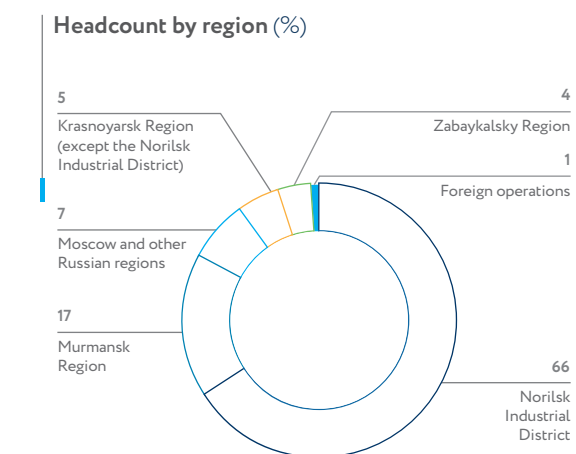 Headcount by region (%)
5
Krasnoyarsk Region
(except the Norilsk
Industrial District)
4
Zabaykalsky Region
1
Foreign operations
7
Moscow and other
Russian regions
17
Murmansk
Region
66
Norilsk
Industrial
District